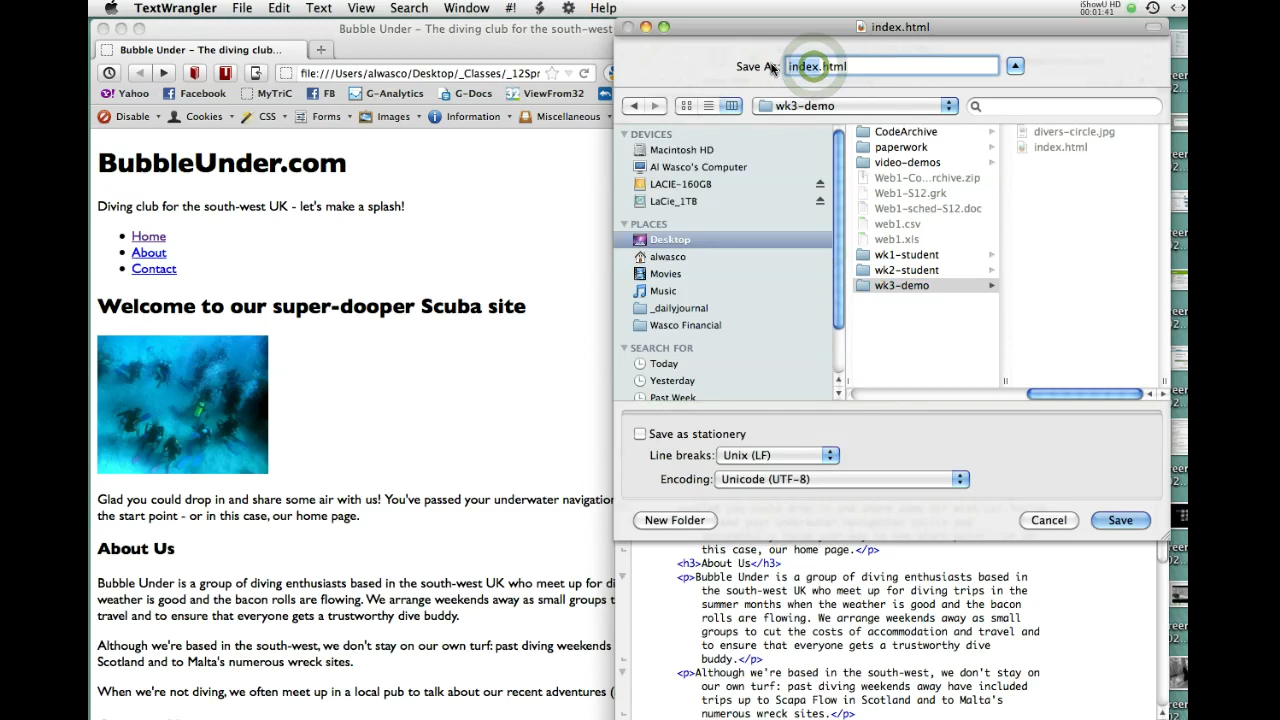 TextWrangler File Edit Text View Search Window #! Help
iShowU HD
00:01:41
Bubble Under - The diving club for the south-west
index.html
Bubble Under - The diving club...
Save As:
index.html
file:///Users/alwasco/Desktop/_Classes/_12Spr
wk3-demo
Yahoo Facebook MyTriC FB G-Analytics G-Docs ViewFrom32
Disable Cookies CSS Forms Images Information Miscellaneous
DEVICES
Macintosh HD
Al Wasco's Computer
LACIE-160GB
LaCie_1TB
PLACES
Desktop
alwasco
Movies
Music
_dailyjournal
Wasco Financial
SEARCH FOR
Today
Yesterday
Past Week
CodeArchive
paperwork
video-demos
Web1-Co...rchive.zip
Web1-S12.grk
Web1-sched-S12.doc
web1.csv
web1.xls
wk1-student
wk2-student
wk3-demo
divers-circle.jpg
index.html
Save as stationery
Line breaks: Unix (LF)
Encoding: Unicode (UTF-8)
New Folder Cancel Save
BubbleUnder.com
Diving club for the south-west UK - let's make a splash!
Home
About
Contact
Welcome to our super-dooper Scuba site
Glad you could drop in and share some air with us! You've passed your underwater navigation
the start point - or in this case, our home page.
About Us
Bubble Under is a group of diving enthusiasts based in the south-west UK who meet up for di
weather is good and the bacon rolls are flowing. We arrange weekends away as small groups t
travel and to ensure that everyone gets a trustworthy dive buddy.
Although we're based in the south-west, we don't stay on our own turf: past diving weekends
Scotland and to Malta's numerous wreck sites.
When we're not diving, we often meet up in a local pub to talk about our recent adventures (
this case, our home page.</p>
<h3>About Us</h3>
<p>Bubble Under is a group of diving enthusiasts based in
the south-west UK who meet up for diving trips in the
summer months when the weather is good and the bacon
rolls are flowing. We arrange weekends away as small
groups to cut the costs of accommodation and travel and
to ensure that everyone gets a trustworthy dive
buddy.</p>
<p>Although we're based in the south-west, we don't stay on
our own turf: past diving weekends away have included
trips up to Scapa Flow in Scotland and to Malta's
numerous wreck sites.</p>